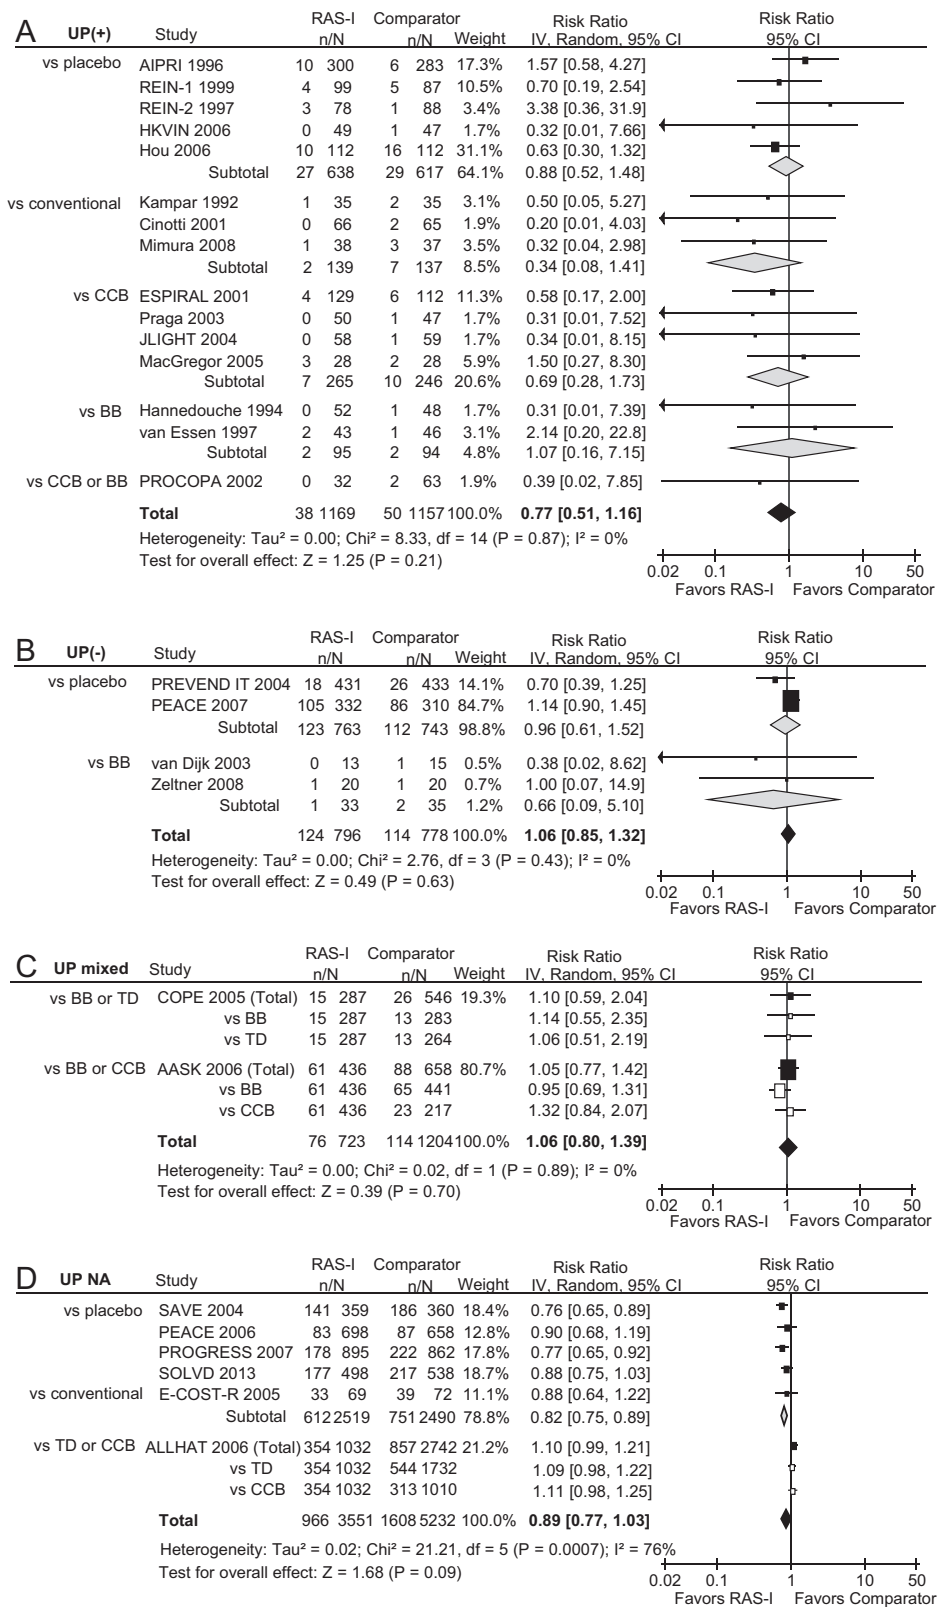 A UP(+) Study RAS-I n/N Comparator n/N Weight Risk Ratio IV, Random, 95% CI Risk Ratio 95% CI
vs placebo AIPRI 1996 10 300 6 283 17.3% 1.57 [0.58, 4.27]
REIN-1 1999 4 99 5 87 10.5% 0.70 [0.19, 2.54]
REIN-2 1997 3 78 1 88 3.4% 3.38 [0.36, 31.9]
HKVIN 2006 0 49 1 47 1.7% 0.32 [0.01, 7.66]
Hou 2006 10 112 16 112 31.1% 0.63 [0.30, 1.32]
Subtotal 27 638 29 617 64.1% 0.88 [0.52, 1.48]
vs conventional Kampar 1992 1 35 2 35 3.1% 0.50 [0.05, 5.27]
Cinotti 2001 0 66 2 65 1.9% 0.20 [0.01, 4.03]
Mimura 2008 1 38 3 37 3.5% 0.32 [0.04, 2.98]
Subtotal 2 139 7 137 8.5% 0.34 [0.08, 1.41]
vs CCB ESPIRAL 2001 4 129 6 112 11.3% 0.58 [0.17, 2.00]
Praga 2003 0 50 1 47 1.7% 0.31 [0.01, 7.52]
JLIGHT 2004 0 58 1 59 1.7% 0.34 [0.01, 8.15]
MacGregor 2005 3 28 2 28 5.9% 1.50 [0.27, 8.30]
Subtotal 7 265 10 246 20.6% 0.69 [0.28, 1.73]
vs BB Hannedouche 1994 0 52 1 48 1.7% 0.31 [0.01, 7.39]
van Essen 1997 2 43 1 46 3.1% 2.14 [0.20, 22.8]
Subtotal 2 95 2 94 4.8% 1.07 [0.16, 7.15]
vs CCB or BB PROCOPA 2002 0 32 2 63 1.9% 0.39 [0.02, 7.85]
Total 38 1169 50 1157 100.0% 0.77 [0.51, 1.16]
Heterogeneity: Tau² = 0.00; Chi² = 8.33, df = 14 (P = 0.87); I² = 0%
Test for overall effect: Z = 1.25 (P = 0.21)
0.02 0.1 1 10 50
Favors RAS-I Favors Comparator
B UP(-) Study RAS-I n/N Comparator n/N Weight Risk Ratio IV, Random, 95% CI Risk Ratio 95% CI
vs placebo PREVEND IT 2004 18 431 26 433 14.1% 0.70 [0.39, 1.25]
PEACE 2007 105 332 86 310 84.7% 1.14 [0.90, 1.45]
Subtotal 123 763 112 743 98.8% 0.96 [0.61, 1.52]
vs BB van Dijk 2003 0 13 1 15 0.5% 0.38 [0.02, 8.62]
Zeltner 2008 1 20 1 20 0.7% 1.00 [0.07, 14.9]
Subtotal 1 33 2 35 1.2% 0.66 [0.09, 5.10]
Total 124 796 114 778 100.0% 1.06 [0.85, 1.32]
Heterogeneity: Tau² = 0.00; Chi² = 2.76, df = 3 (P = 0.43); I² = 0%
Test for overall effect: Z = 0.49 (P = 0.63)
0.02 0.1 1 10 50
Favors RAS-I Favors Comparator
C UP mixed Study RAS-I n/N Comparator n/N Weight Risk Ratio IV, Random, 95% CI Risk Ratio 95% CI
vs BB or TD COPE 2005 (Total) 15 287 26 546 19.3% 1.10 [0.59, 2.04]
vs BB 15 287 13 283 1.14 [0.55, 2.35]
vs TD 15 287 13 264 1.06 [0.51, 2.19]
vs BB or CCB AASK 2006 (Total) 61 436 88 658 80.7% 1.05 [0.77, 1.42]
vs BB 61 436 65 441 0.95 [0.69, 1.31]
vs CCB 61 436 23 217 1.32 [0.84, 2.07]
Total 76 723 114 1204 100.0% 1.06 [0.80, 1.39]
Heterogeneity: Tau² = 0.00; Chi² = 0.02, df = 1 (P = 0.89); I² = 0%
Test for overall effect: Z = 0.39 (P = 0.70)
0.02 0.1 1 10 50
Favors RAS-I Favors Comparator
D UP NA Study RAS-I n/N Comparator n/N Weight Risk Ratio IV, Random, 95% CI Risk Ratio 95% CI
vs placebo SAVE 2004 141 359 186 360 18.4% 0.76 [0.65, 0.89]
PEACE 2006 83 698 87 658 12.8% 0.90 [0.68, 1.19]
PROGRESS 2007 178 895 222 862 17.8% 0.77 [0.65, 0.92]
SOLVD 2013 177 498 217 538 18.7% 0.88 [0.75, 1.03]
vs conventional E-COST-R 2005 33 69 39 72 11.1% 0.88 [0.64, 1.22]
Subtotal 612 2519 751 2490 78.8% 0.82 [0.75, 0.89]
vs TD or CCB ALLHAT 2006 (Total) 354 1032 857 2742 21.2% 1.10 [0.99, 1.21]
vs TD 354 1032 544 1732 1.09 [0.98, 1.22]
vs CCB 354 1032 313 1010 1.11 [0.98, 1.25]
Total 966 3551 1608 5232 100.0% 0.89 [0.77, 1.03]
Heterogeneity: Tau² = 0.02; Chi² = 21.21, df = 5 (P = 0.0007); I² = 76%
Test for overall effect: Z = 1.68 (P = 0.09)
0.02 0.1 1 10 50
Favors RAS-I Favors Comparator